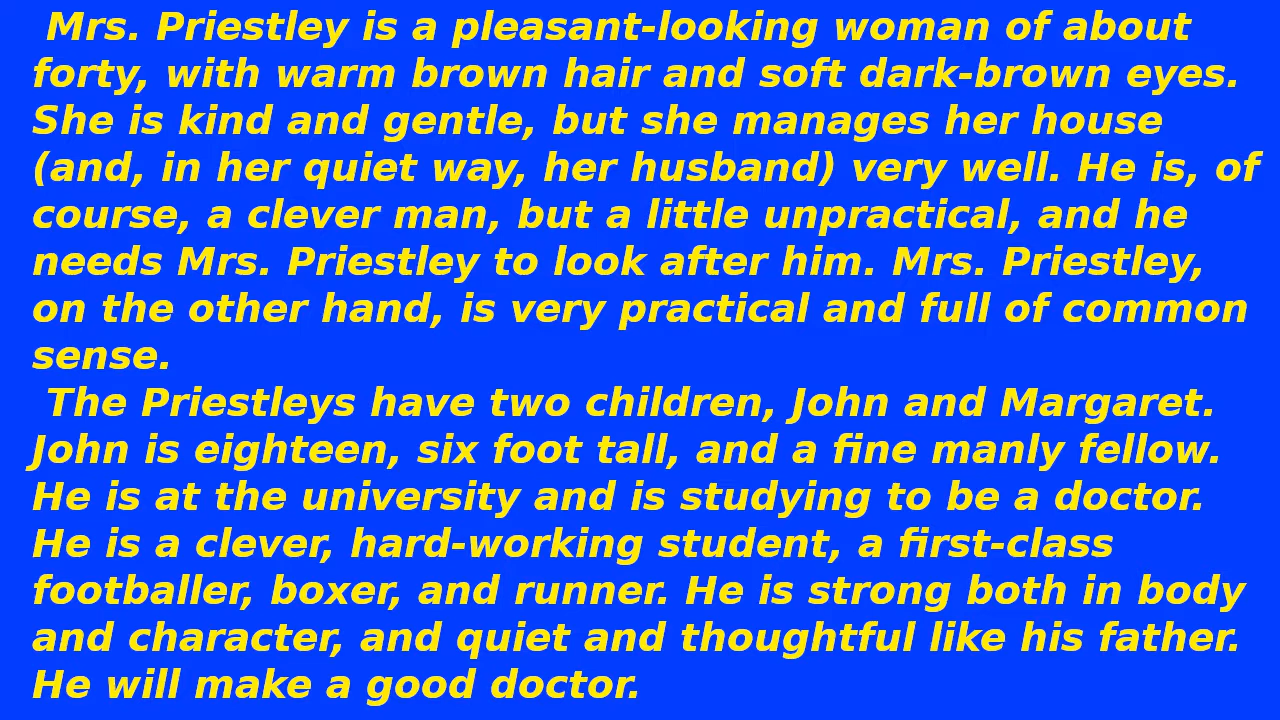 Mrs. Priestley is a pleasant-looking woman of about
forty, with warm brown hair and soft dark-brown eyes.
She is kind and gentle, but she manages her house
(and, in her quiet way, her husband) very well. He is, of
course, a clever man, but a little unpractical, and he
needs Mrs. Priestley to look after him. Mrs. Priestley,
on the other hand, is very practical and full of common
sense.
The Priestleys have two children, John and Margaret.
John is eighteen, six foot tall, and a fine manly fellow.
He is at the university and is studying to be a doctor.
He is a clever, hard-working student, a first-class
footballer, boxer, and runner. He is strong both in body
and character, and quiet and thoughtful like his father.
He will make a good doctor.